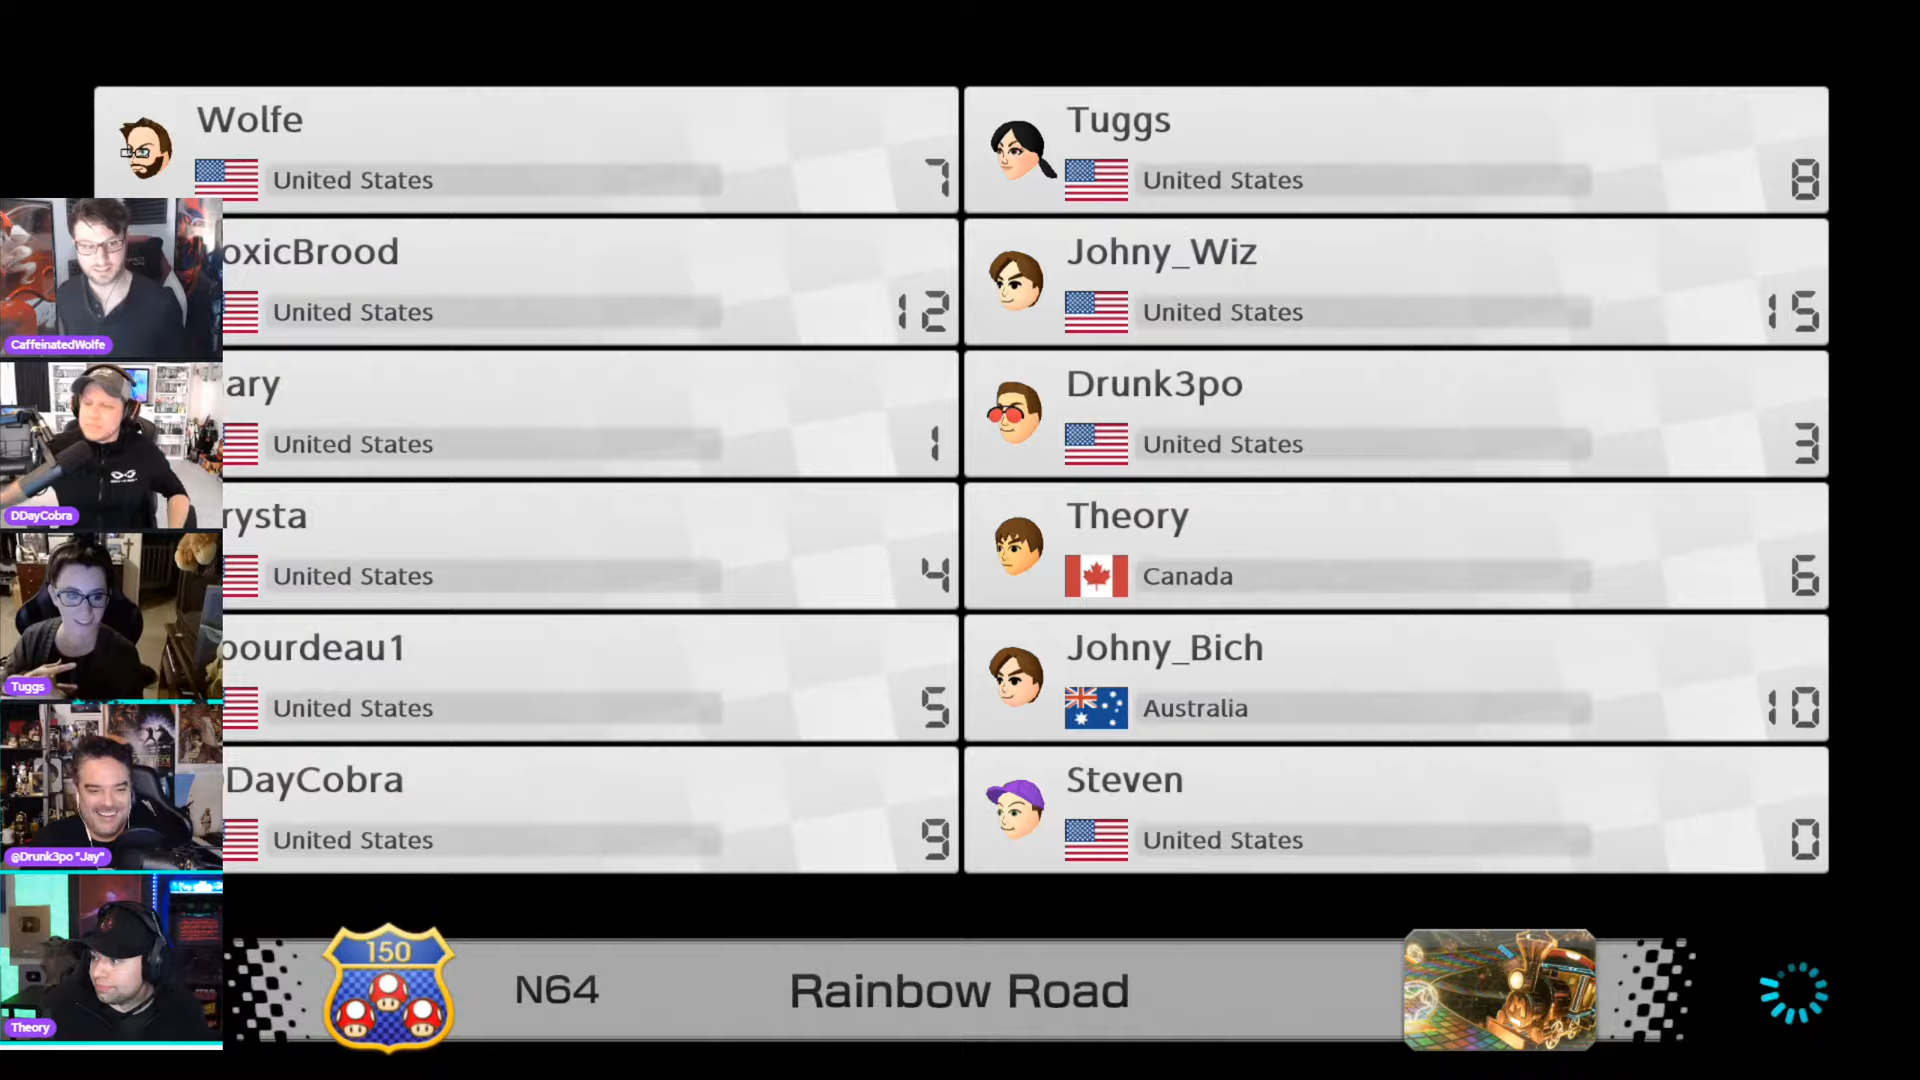 Wolfe
United States 7
Tuggs
United States 8
oxicBrood
United States 12
Johny_Wiz
United States 15
ary
United States 1
Drunk3po
United States 3
rysta
United States 4
Theory
Canada 6
bourdeau1
United States 5
Johny_Bich
Australia 10
DayCobra
United States 9
Steven
United States 0
CaffeinatedWolfe
DDayCobra
Tuggs
@Drunk3po "Jay"
Theory
150
N64
Rainbow Road